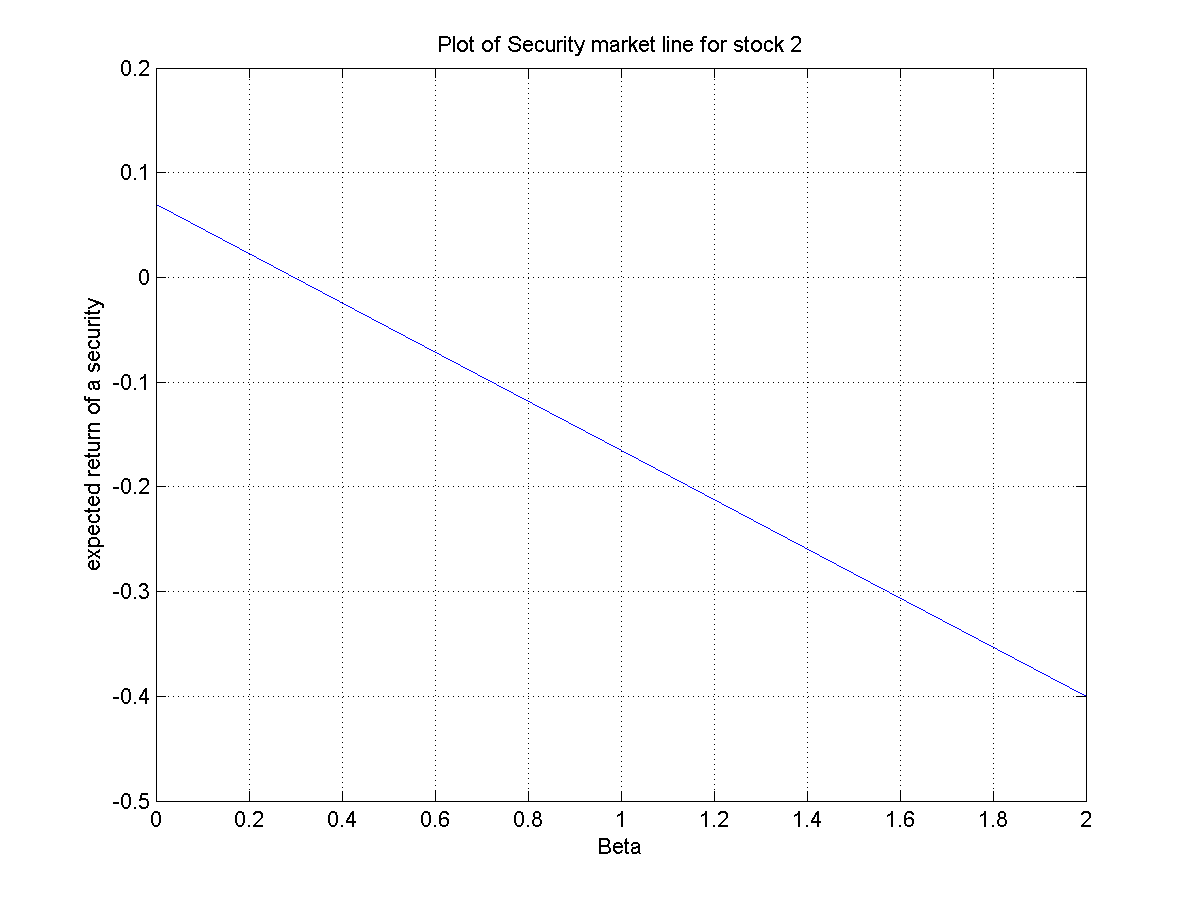 Plot of Security market line for stock 2
0.2
0.1
0
-0.1
-0.2
-0.3
-0.4
-0.5
expected return of a security
0 0.2 0.4 0.6 0.8 1 1.2 1.4 1.6 1.8 2
Beta